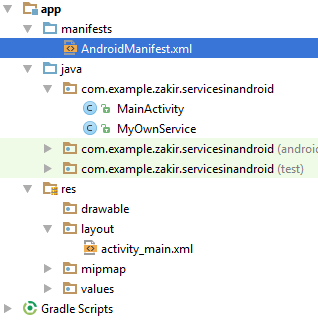 app
manifests
AndroidManifest.xml
java
com.example.zakir.servicesinandroid
MainActivity
MyOwnService
com.example.zakir.servicesinandroid (android
com.example.zakir.servicesinandroid (test)
res
drawable
layout
activity_main.xml
mipmap
values
Gradle Scripts